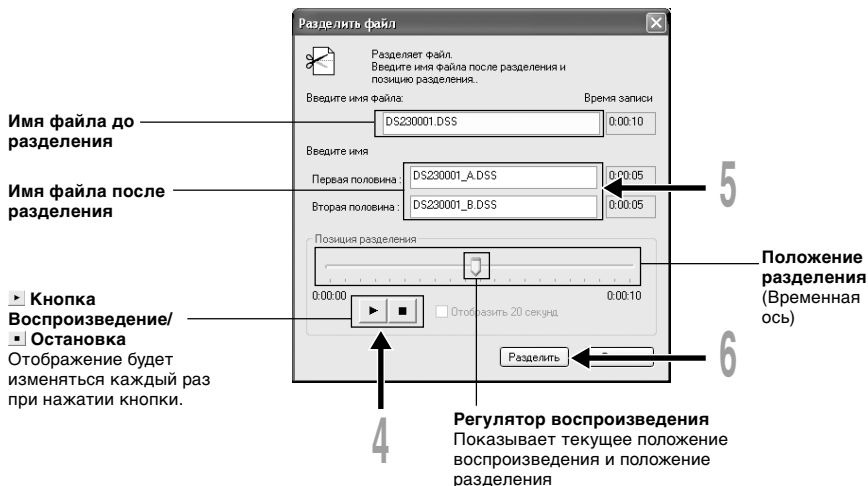 Разделить файл
Разделяет файл.
Введите имя файла после разделения и
позицию разделения..
Введите имя файла:
Время записи
DS230001.DSS
0:00:10
Введите имя
Первая половина :
DS230001_A.DSS
0:00:05
Вторая половина :
DS230001_B.DSS
0:00:05
Позиция разделения
0:00:00
0:00:10
Отобразить 20 секунд
Разделить
Имя файла до
разделения
Имя файла после
разделения
Кнопка
Воспроизведение/
Остановка
Отображение будет
изменяться каждый раз
при нажатии кнопки.
5
Положение
разделения
(Временная
ось)
6
4
Регулятор воспроизведения
Показывает текущее положение
воспроизведения и положение
разделения